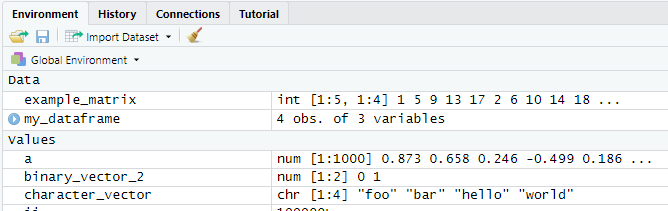 Environment History Connections Tutorial
Import Dataset
Global Environment
Data
example_matrix int [1:5, 1:4] 1 5 9 13 17 2 6 10 14 18 ...
my_dataframe 4 obs. of 3 variables
Values
a num [1:1000] 0.873 0.658 0.246 -0.499 0.186 ...
binary_vector_2 num [1:2] 0 1
character_vector chr [1:4] "foo" "bar" "hello" "world"